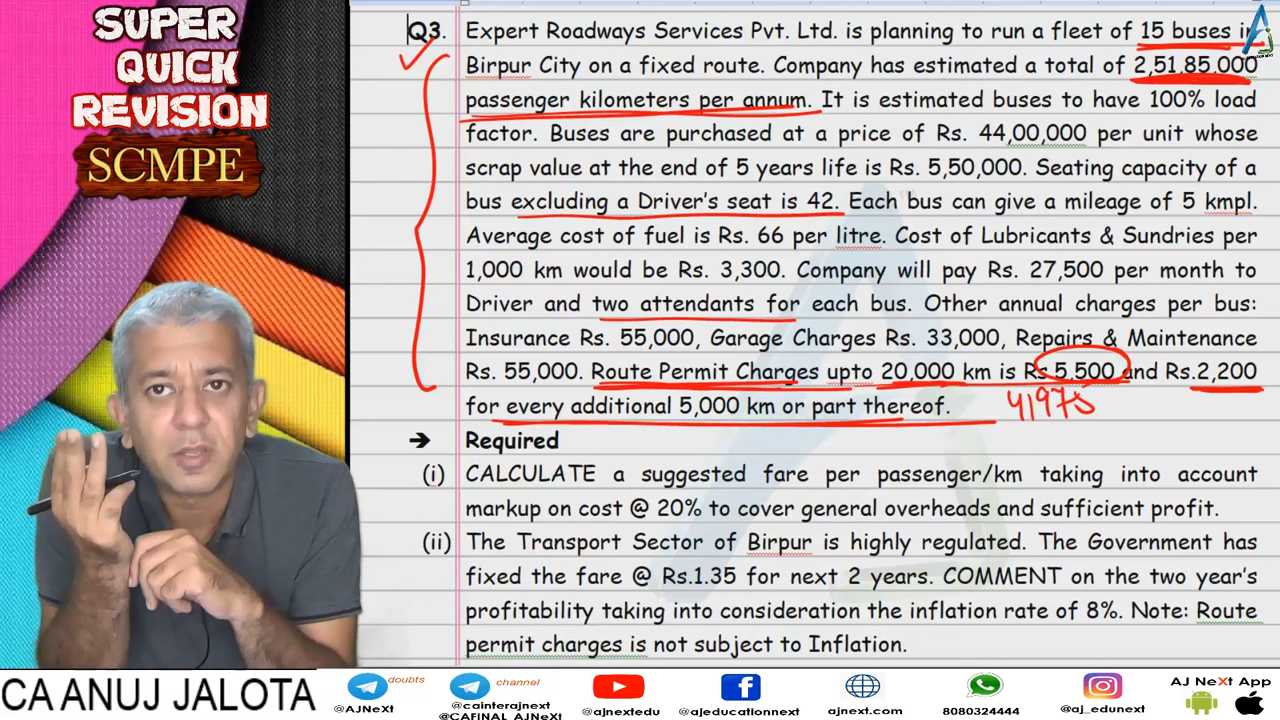 SUPER
QUICK
REVISION
SCMPE
Q3. Expert Roadways Services Pvt. Ltd. is planning to run a fleet of 15 buses in
Birpur City on a fixed route. Company has estimated a total of 2,51,85,000
passenger kilometers per annum. It is estimated buses to have 100% load
factor. Buses are purchased at a price of Rs. 44,00,000 per unit whose
scrap value at the end of 5 years life is Rs. 5,50,000. Seating capacity of a
bus excluding a Driver's seat is 42. Each bus can give a mileage of 5 kmpl.
Average cost of fuel is Rs. 66 per litre. Cost of Lubricants & Sundries per
1,000 km would be Rs. 3,300. Company will pay Rs. 27,500 per month to
Driver and two attendants for each bus. Other annual charges per bus:
Insurance Rs. 55,000, Garage Charges Rs. 33,000, Repairs & Maintenance
Rs. 55,000. Route Permit Charges upto 20,000 km is Rs 5,500 and Rs.2,200
for every additional 5,000 km or part thereof. 41975
→ Required
(i) CALCULATE a suggested fare per passenger/km taking into account
markup on cost @ 20% to cover general overheads and sufficient profit.
(ii) The Transport Sector of Birpur is highly regulated. The Government has
fixed the fare @ Rs.1.35 for next 2 years. COMMENT on the two year's
profitability taking into consideration the inflation rate of 8%. Note: Route
permit charges is not subject to Inflation.
CA ANUJ JALOTA
doubts
@AJNeXt
channel
@cainterajnext
@CAFINAL_AJNeXt
@ajnextedu
@ajeducationnext
ajnext.com
8080324444
@aj_edunext
AJ NeXt App